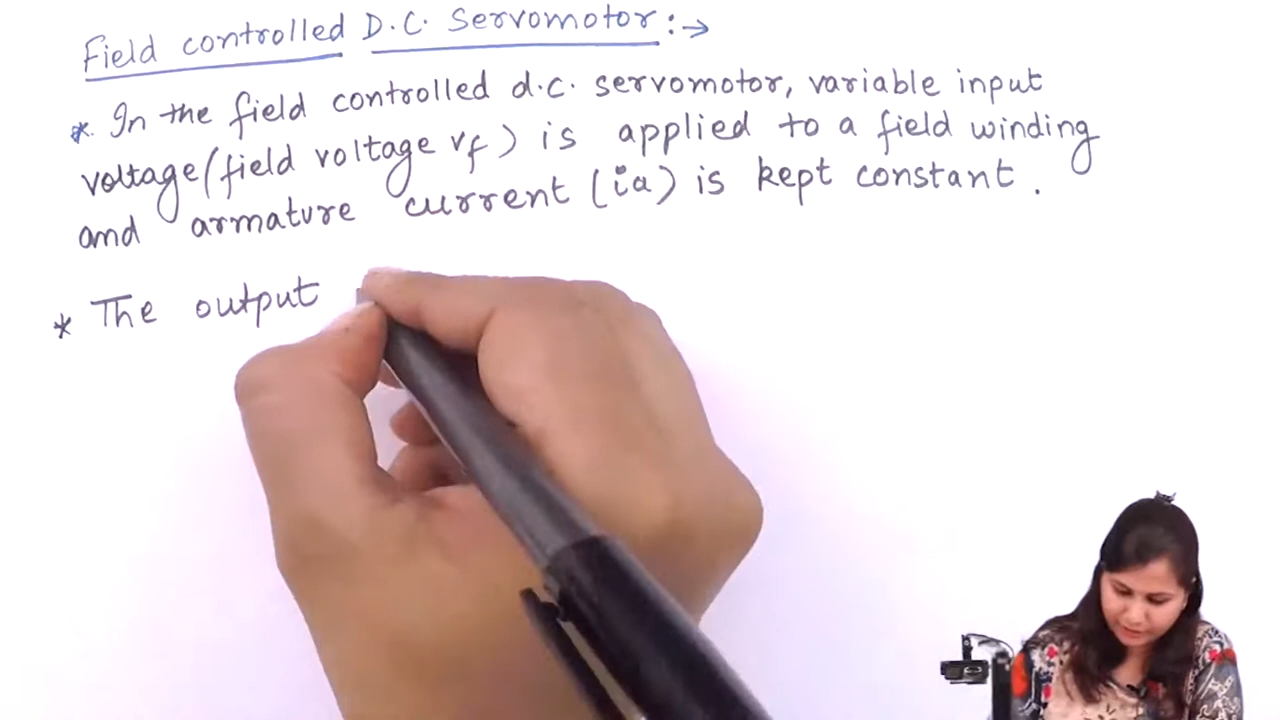 Field controlled D.C. Servomotor :→
*. In the field controlled d.c. servomotor, variable input
voltage (field voltage vf) is applied to a field winding
and armature current (ia) is kept constant.
* The output